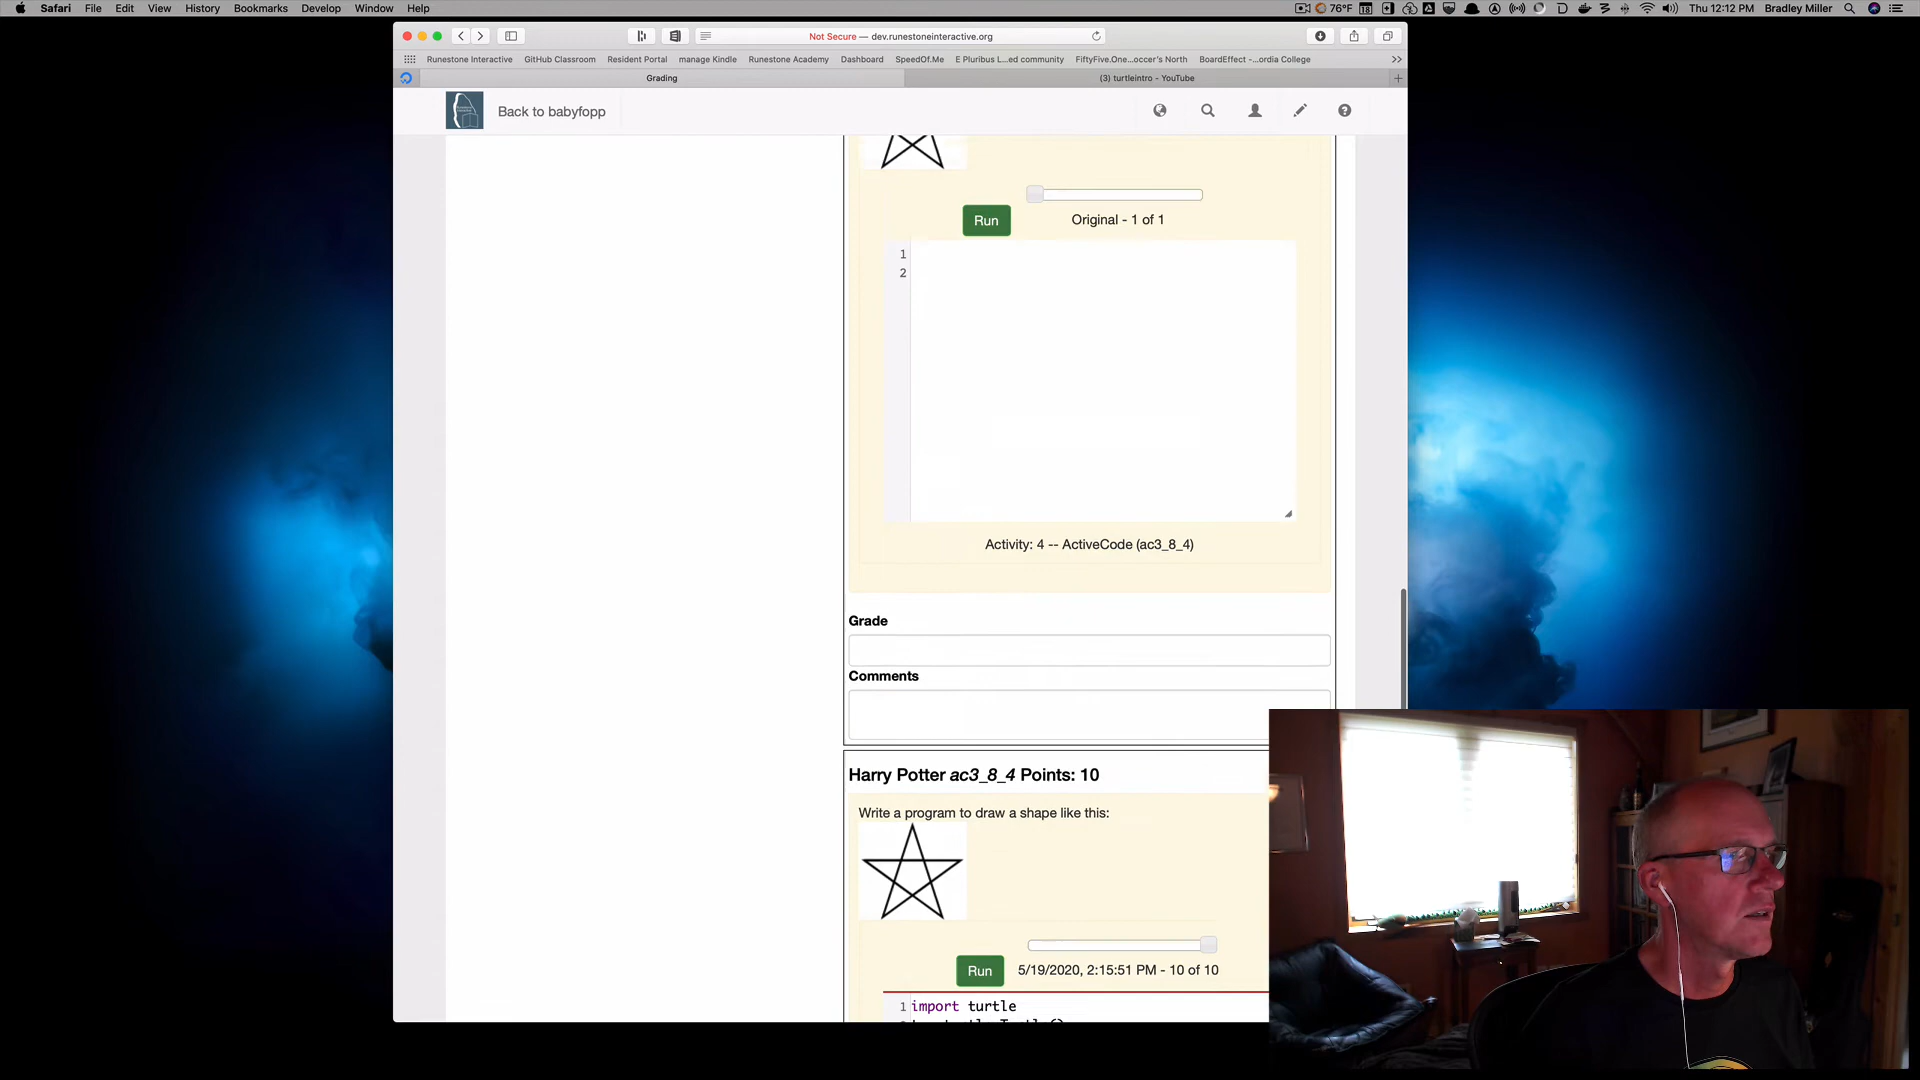 Safari File Edit View History Bookmarks Develop Window Help
76°F 18 Thu 12:12 PM Bradley Miller
Not Secure — dev.runestoneinteractive.org
Runestone Interactive GitHub Classroom Resident Portal manage Kindle Runestone Academy Dashboard SpeedOf.Me E Pluribus L...ed community FiftyFive.One...occer's North BoardEffect -...ordia College >>
Grading (3) turtleintro - YouTube
Back to babyfopp
Run Original - 1 of 1
1
2
Activity: 4 -- ActiveCode (ac3_8_4)
Grade
Comments
Harry Potter ac3_8_4 Points: 10
Write a program to draw a shape like this:
Run 5/19/2020, 2:15:51 PM - 10 of 10
1 import turtle